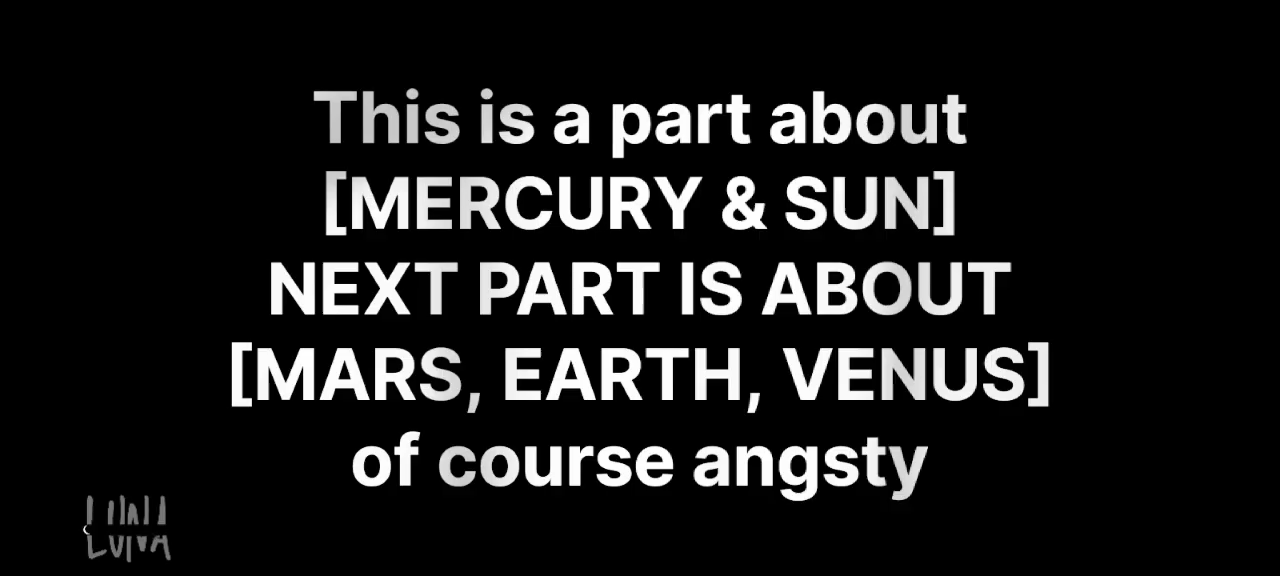 This is a part about
[MERCURY & SUN]
NEXT PART IS ABOUT
[MARS, EARTH, VENUS]
of course angsty